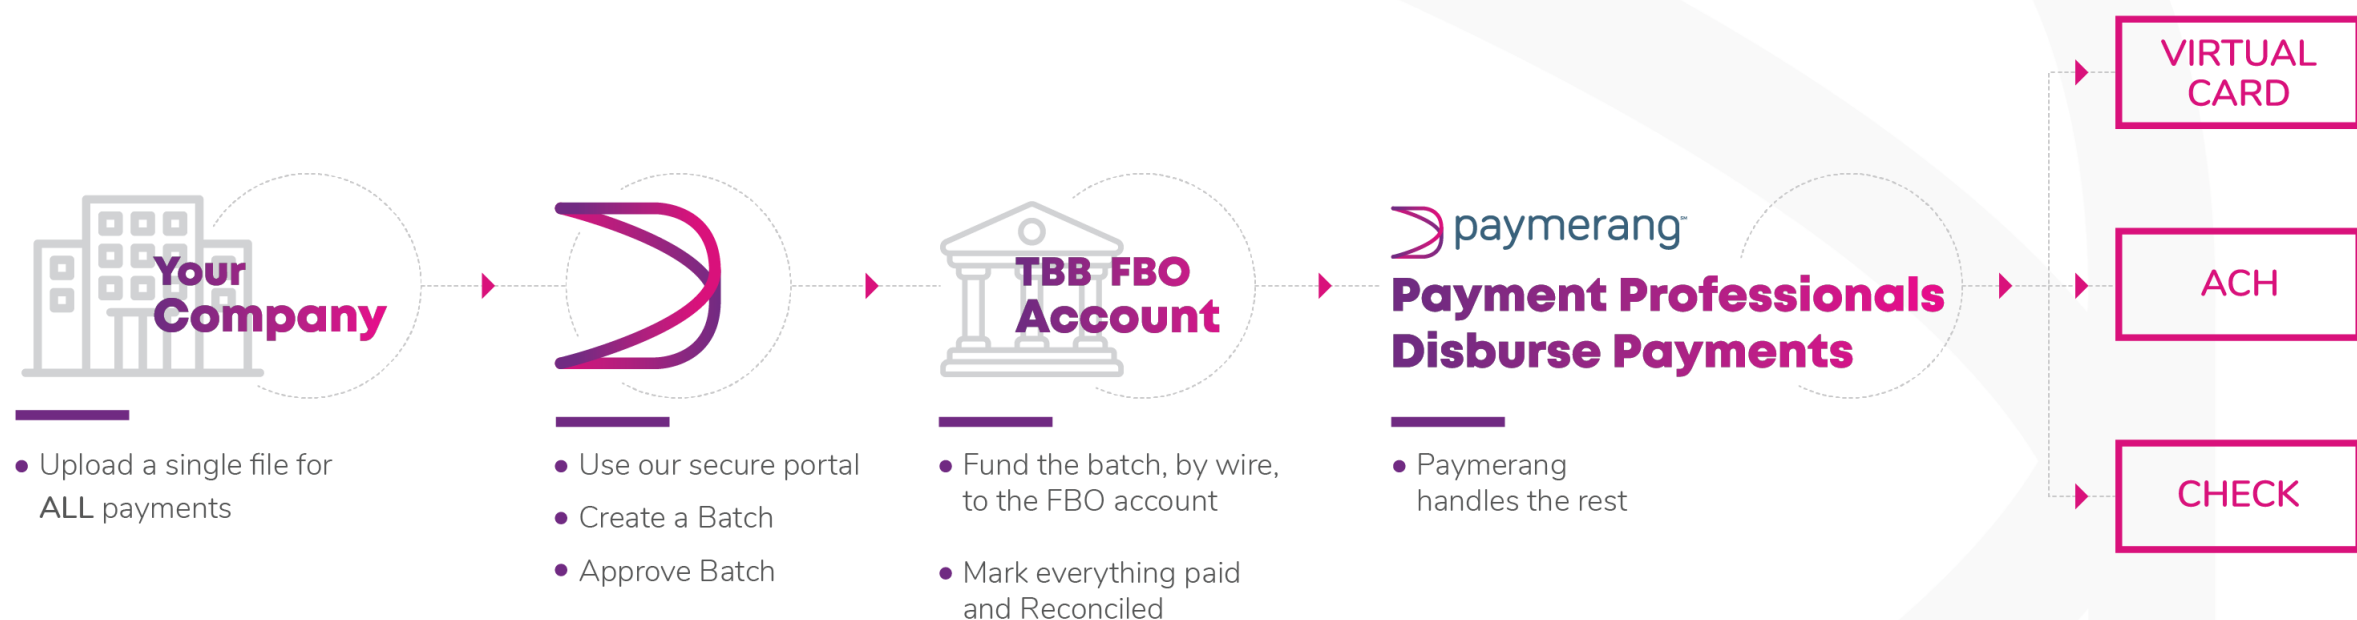 Your
Company
• Upload a single file for
ALL payments
• Use our secure portal
• Create a Batch
• Approve Batch
TBB FBO
Account
• Fund the batch, by wire,
to the FBO account
• Mark everything paid
and Reconciled
paymerang℠
Payment Professionals
Disburse Payments
• Paymerang
handles the rest
VIRTUAL
CARD
ACH
CHECK